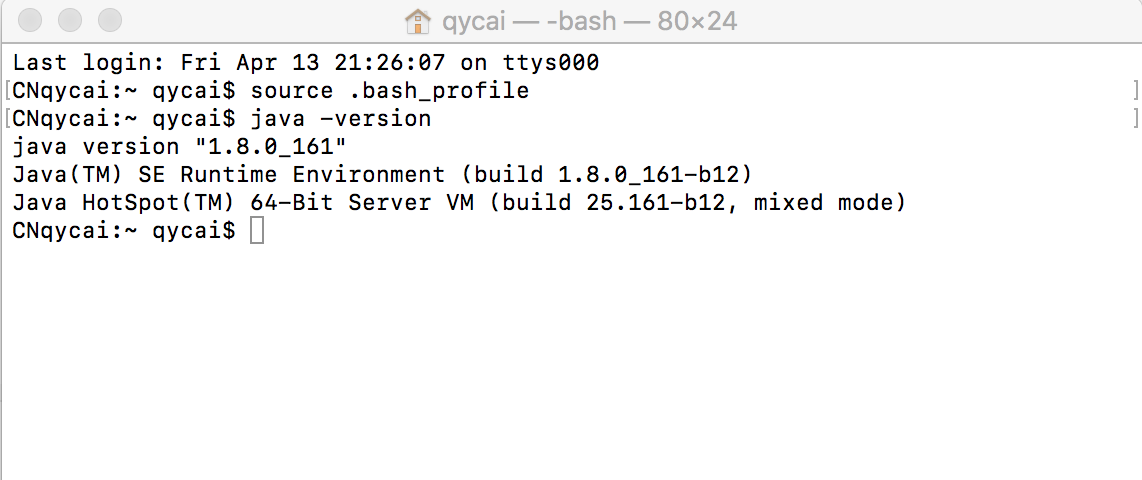 qycai — -bash — 80×24
Last login: Fri Apr 13 21:26:07 on ttys000
[CNqycai:~ qycai$ source .bash_profile ]
[CNqycai:~ qycai$ java -version ]
java version "1.8.0_161"
Java(TM) SE Runtime Environment (build 1.8.0_161-b12)
Java HotSpot(TM) 64-Bit Server VM (build 25.161-b12, mixed mode)
CNqycai:~ qycai$